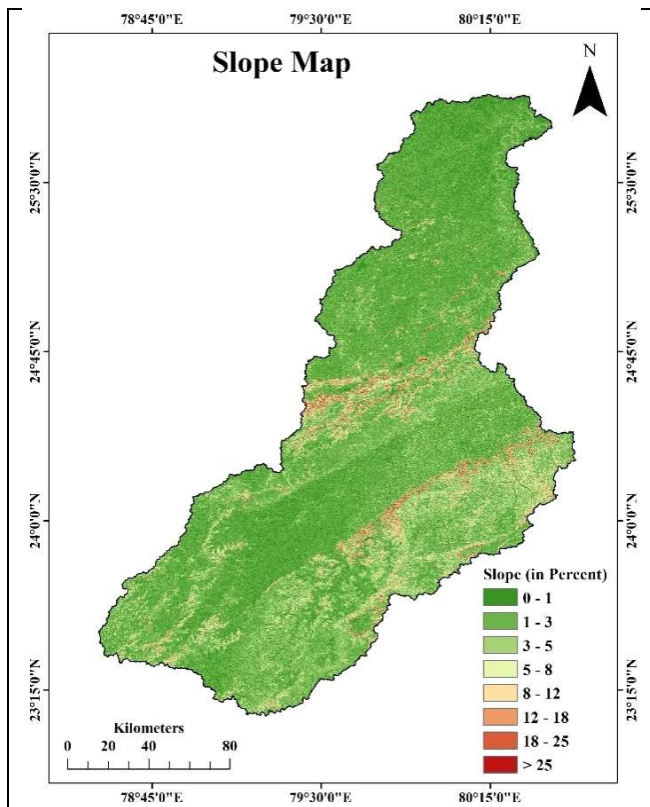 78°45'0"E 79°30'0"E 80°15'0"E
Slope Map
N
25°30'0"N 25°30'0"N
24°45'0"N 24°45'0"N
24°0'0"N 24°0'0"N
23°15'0"N 23°15'0"N
Slope (in Percent)
0 - 1
1 - 3
3 - 5
5 - 8
8 - 12
12 - 18
18 - 25
> 25
Kilometers
0 20 40 80
78°45'0"E 79°30'0"E 80°15'0"E